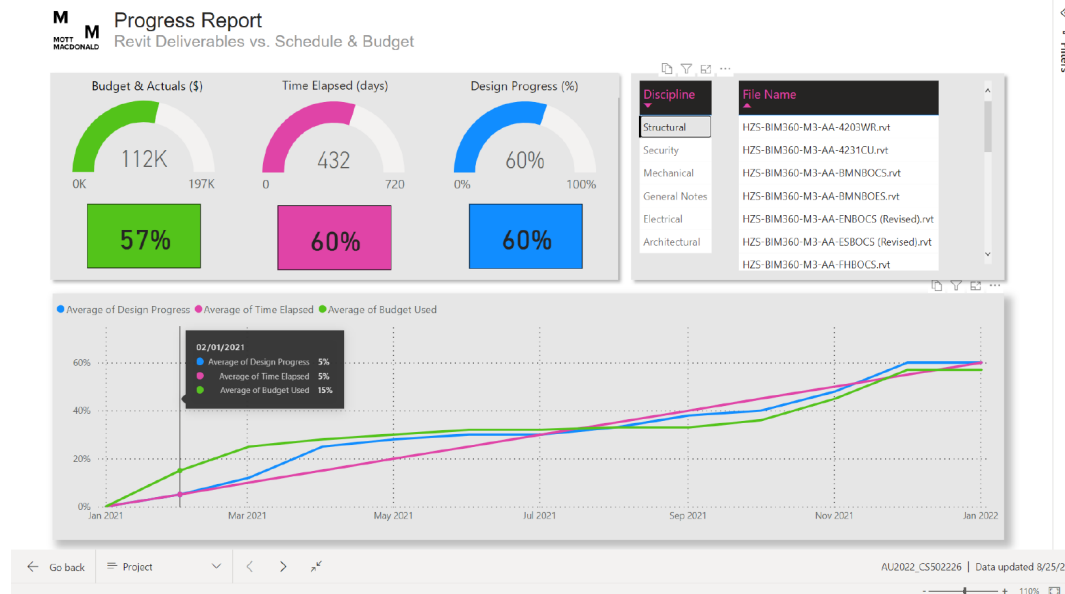 M
M
MOTT
MACDONALD
Progress Report
Revit Deliverables vs. Schedule & Budget
Budget & Actuals ($)
112K
0K
197K
57%
Time Elapsed (days)
432
0
720
60%
Design Progress (%)
60%
0%
100%
60%
Discipline
Structural
Security
Mechanical
General Notes
Electrical
Architectural
File Name
HZS-BIM360-M3-AA-4203WR.rvt
HZS-BIM360-M3-AA-4231CU.rvt
HZS-BIM360-M3-AA-BMNBOCS.rvt
HZS-BIM360-M3-AA-BMNBOES.rvt
HZS-BIM360-M3-AA-ENBOCS (Revised).rvt
HZS-BIM360-M3-AA-ESBOCS (Revised).rvt
HZS-BIM360-M3-AA-FHBOCS.rvt
Filters
Average of Design Progress Average of Time Elapsed Average of Budget Used
02/01/2021
Average of Design Progress 5%
Average of Time Elapsed 5%
Average of Budget Used 15%
60%
40%
20%
0%
Jan 2021 Mar 2021 May 2021 Jul 2021 Sep 2021 Nov 2021 Jan 2022
Go back Project AU2022_CS502226 | Data updated 8/25/2
- + 110%